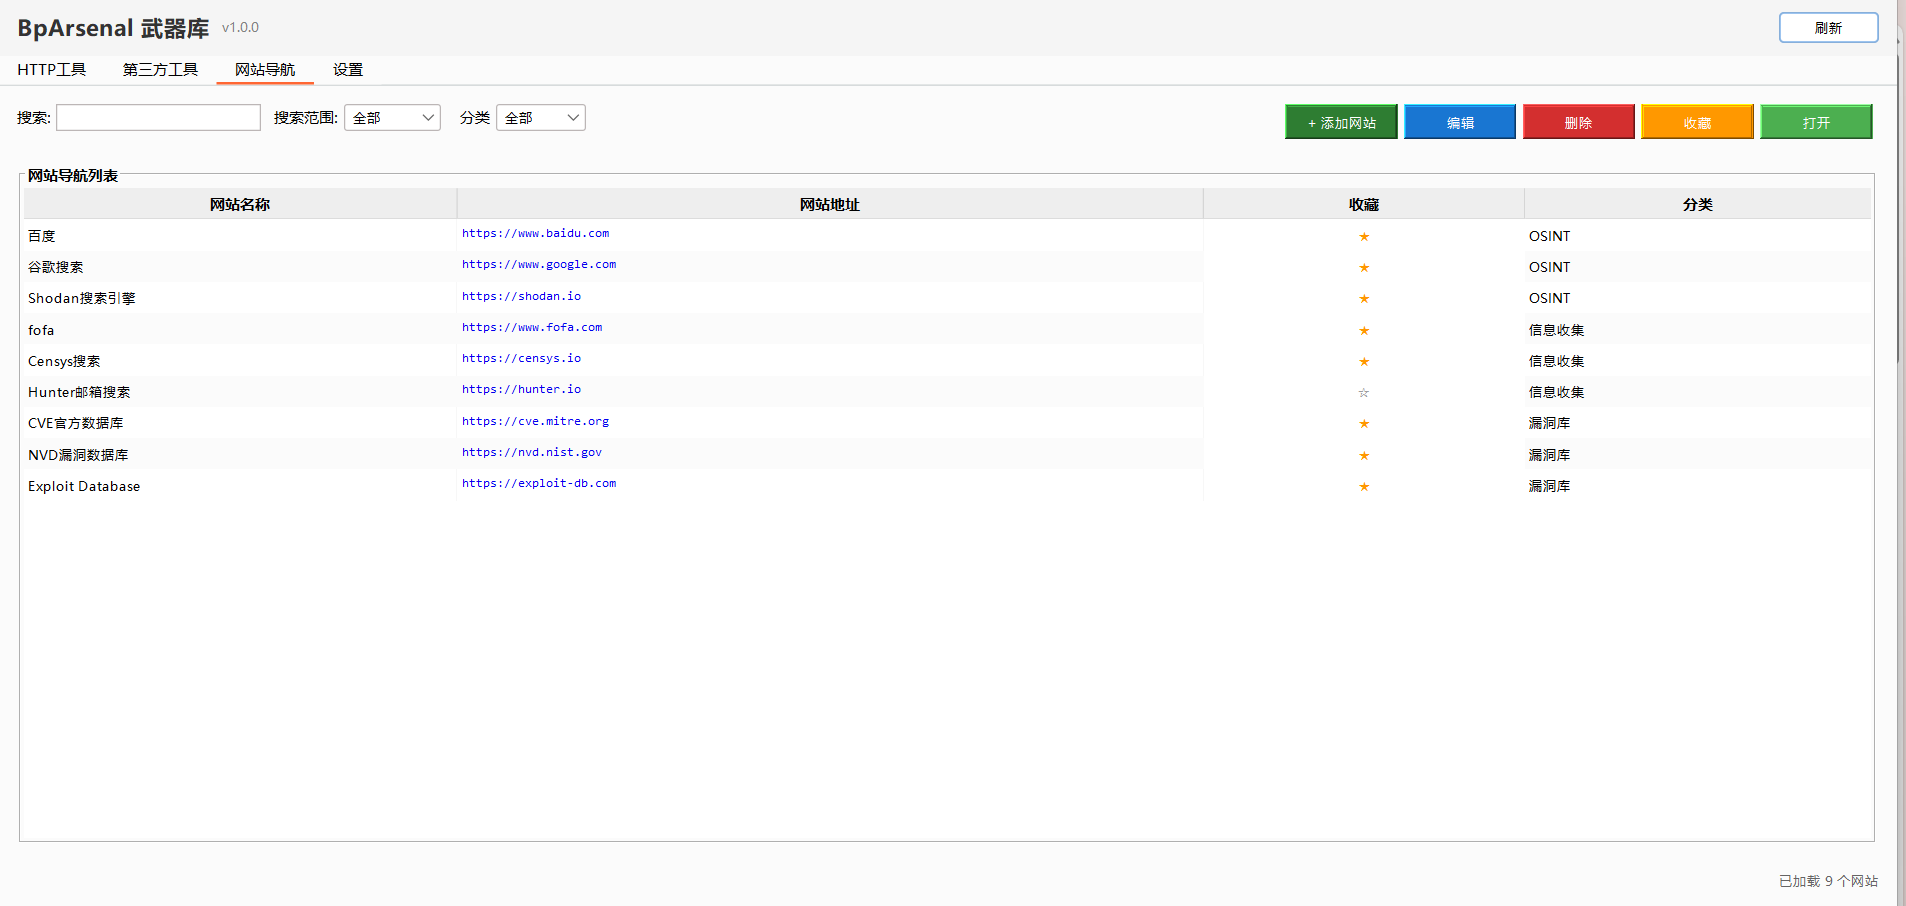 BpArsenal 武器库 v1.0.0 刷新
HTTP工具 第三方工具 网站导航 设置
搜索: 搜索范围: 全部 分类 全部 + 添加网站 编辑 删除 收藏 打开
网站导航列表
网站名称 网站地址 收藏 分类
百度 https://www.baidu.com ★ OSINT
谷歌搜索 https://www.google.com ★ OSINT
Shodan搜索引擎 https://shodan.io ★ OSINT
fofa https://www.fofa.com ★ 信息收集
Censys搜索 https://censys.io ★ 信息收集
Hunter邮箱搜索 https://hunter.io ☆ 信息收集
CVE官方数据库 https://cve.mitre.org ★ 漏洞库
NVD漏洞数据库 https://nvd.nist.gov ★ 漏洞库
Exploit Database https://exploit-db.com ★ 漏洞库
已加载 9 个网站